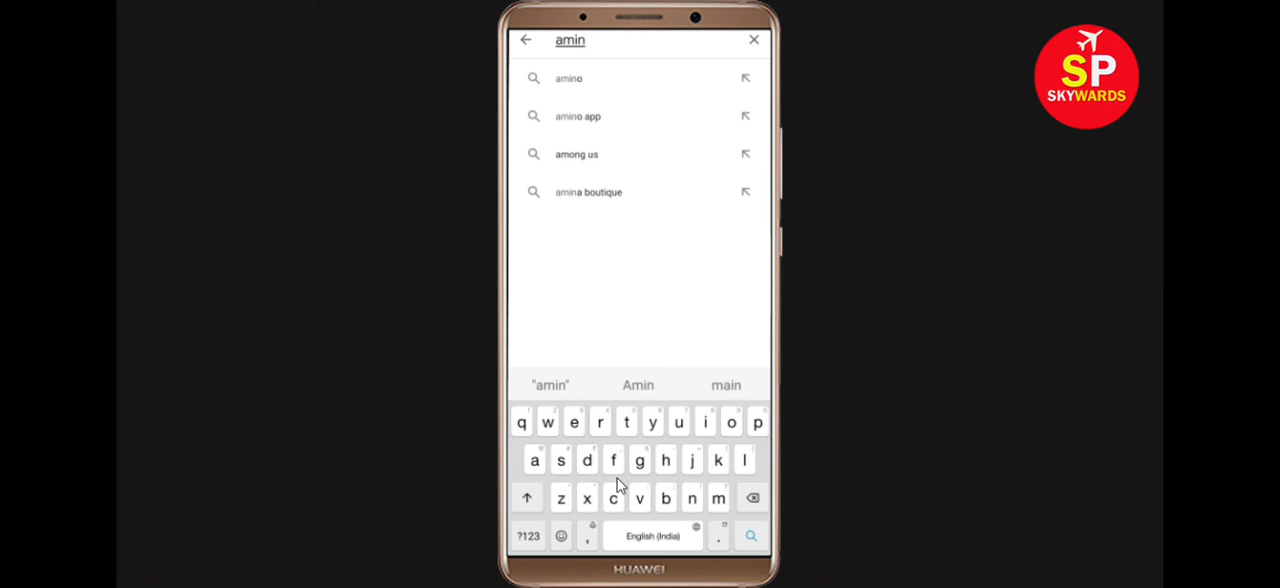 amin
amino
amino app
among us
amina boutique
"amin" Amin main
q w e r t y u i o p
a s d f g h j k l
z x c v b n m
?123 , English (India) .
HUAWEI
SP
SKYWARDS